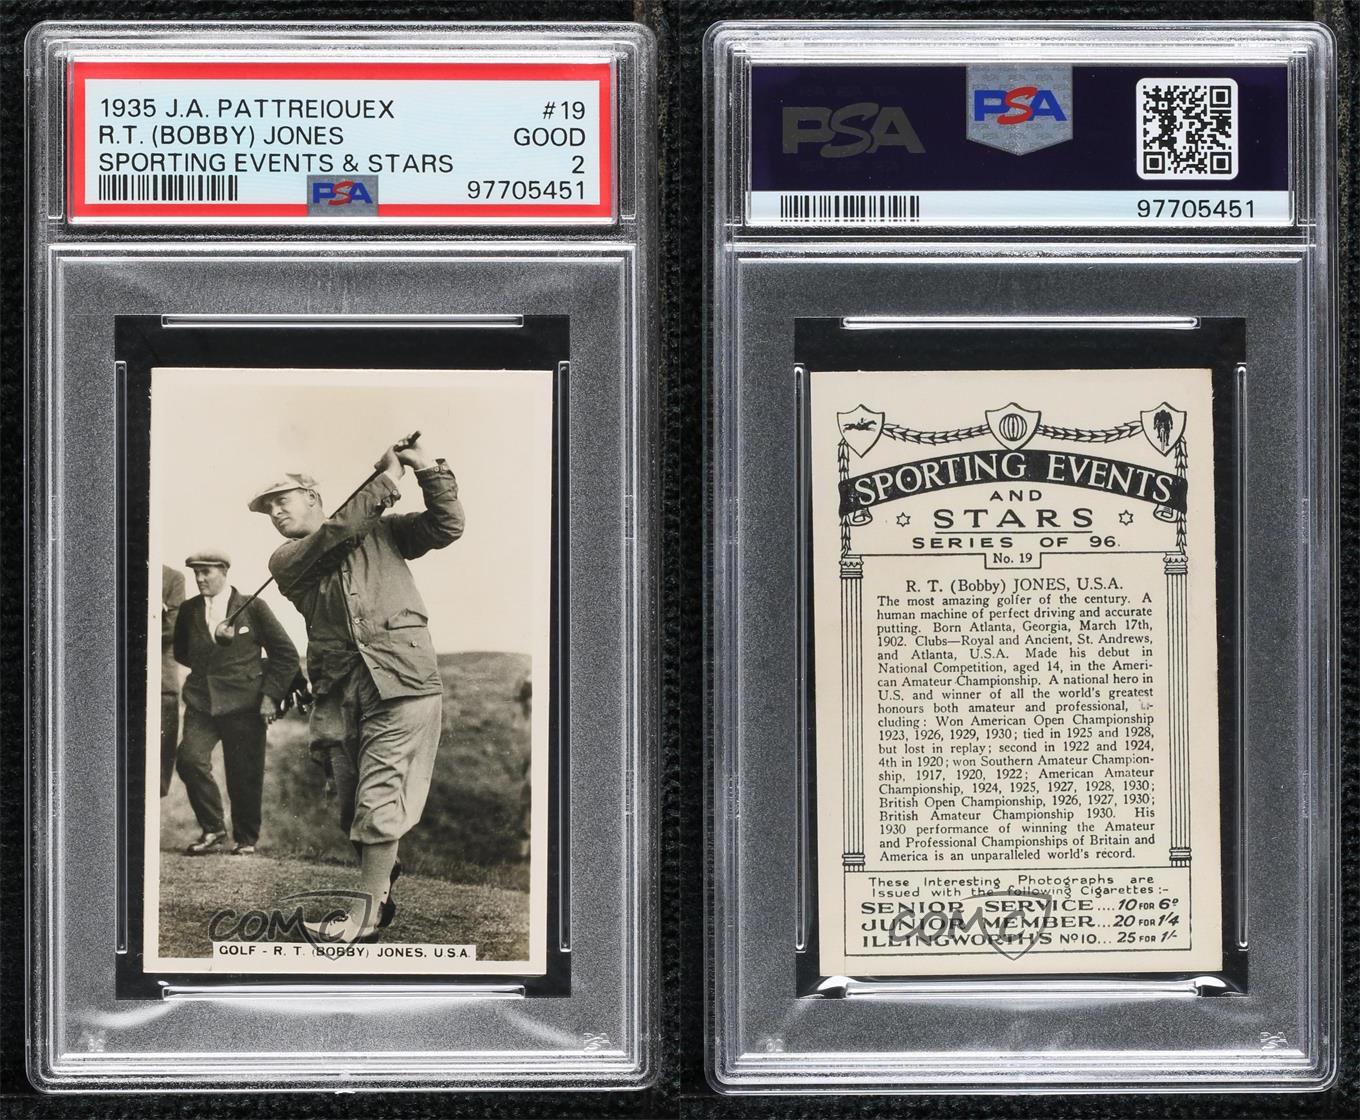 1935 J.A. PATTREIOUEX #19
R.T. (BOBBY) JONES GOOD
SPORTING EVENTS & STARS 2
PSA 97705451
GOLF - R. T. (BOBBY) JONES. U.S.A.
COMC
PSA PSA
97705451
SPORTING EVENTS
AND
STARS
SERIES OF 96.
No. 19
R. T. (Bobby) JONES, U.S.A.
The most amazing golfer of the century. A
human machine of perfect driving and accurate
putting. Born Atlanta, Georgia, March 17th,
1902. Clubs—Royal and Ancient, St. Andrews,
and Atlanta, U.S.A. Made his debut in
National Competition, aged 14, in the Ameri-
can Amateur Championship. A national hero in
U.S. and winner of all the world's greatest
honours both amateur and professional,
cluding: Won American Open Championship
1923, 1926, 1929, 1930; tied in 1925 and 1928,
but lost in replay; second in 1922 and 1924,
4th in 1920; won Southern Amateur Champion-
ship, 1917, 1920, 1922; American Amateur
Championship, 1924, 1925, 1927, 1928, 1930;
British Open Championship, 1926, 1927, 1930;
British Amateur Championship 1930. His
1930 performance of winning the Amateur
and Professional Championships of Britain and
America is an unparalleled world's record.
These Interesting Photographs are
Issued with the following Cigarettes:-
SENIOR SERVICE.... 10 FOR 6D
JUNIOR MEMBER... 20 FOR 1/4
ILLINGWORTH'S No10... 25 FOR 1/-
COMC